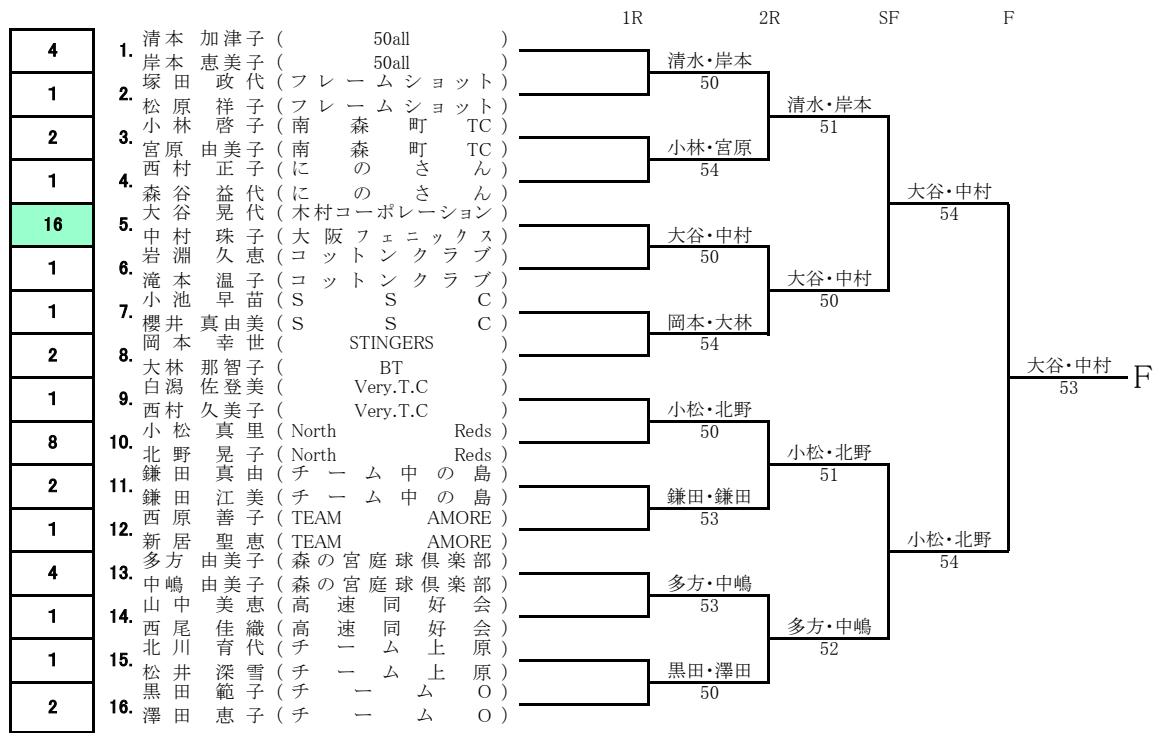 1R 2R SF F
4 1. 清本 加津子 ( 50all )
岸本 恵美子 ( 50all )
1 2. 塚田 政代 (フレームショット)
松原 祥子 (フレームショット)
2 3. 小林 啓子 (南森町TC)
宮原 由美子 (南森町TC)
1 4. 西村 正子 (にのさん)
森谷 益代 (にのさん)
16 5. 大谷 晃代 (木村コーポレーション)
中村 珠子 (大阪フェニックス)
1 6. 岩淵 久恵 (コットンクラブ)
滝本 温子 (コットンクラブ)
1 7. 小池 早苗 (SSC)
櫻井 真由美 (SSC)
2 8. 岡本 幸世 ( STINGERS )
大林 那智子 ( BT )
1 9. 白潟 佐登美 ( Very.T.C )
西村 久美子 ( Very.T.C )
8 10. 小松 真里 (North Reds)
北野 晃子 (North Reds)
2 11. 鎌田 真由 (チーム中の島)
鎌田 江美 (チーム中の島)
1 12. 西原 善子 (TEAM AMORE)
新居 聖恵 (TEAM AMORE)
4 13. 多方 由美子 (森の宮庭球倶楽部)
中嶋 由美子 (森の宮庭球倶楽部)
1 14. 山中 美恵 (高速同好会)
西尾 佳織 (高速同好会)
1 15. 北川 育代 (チーム上原)
松井 深雪 (チーム上原)
2 16. 黒田 範子 (チームO)
澤田 恵子 (チームO)
清水・岸本
50
小林・宮原
54
大谷・中村
50
岡本・大林
54
小松・北野
50
鎌田・鎌田
53
多方・中嶋
53
黒田・澤田
50
清水・岸本
51
大谷・中村
50
小松・北野
51
多方・中嶋
52
大谷・中村
54
小松・北野
54
大谷・中村
53
F